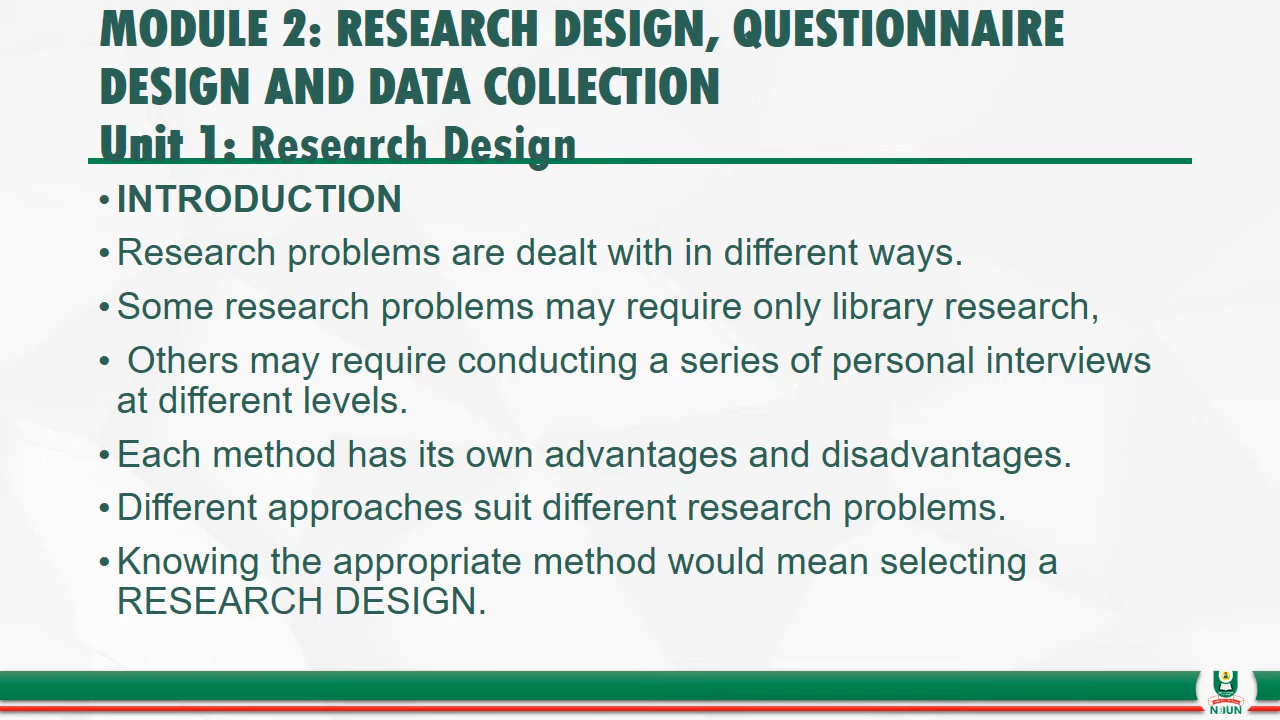 MODULE 2: RESEARCH DESIGN, QUESTIONNAIRE
DESIGN AND DATA COLLECTION
Unit 1: Research Design
• INTRODUCTION
• Research problems are dealt with in different ways.
• Some research problems may require only library research,
• Others may require conducting a series of personal interviews
at different levels.
• Each method has its own advantages and disadvantages.
• Different approaches suit different research problems.
• Knowing the appropriate method would mean selecting a
RESEARCH DESIGN.
NOUN